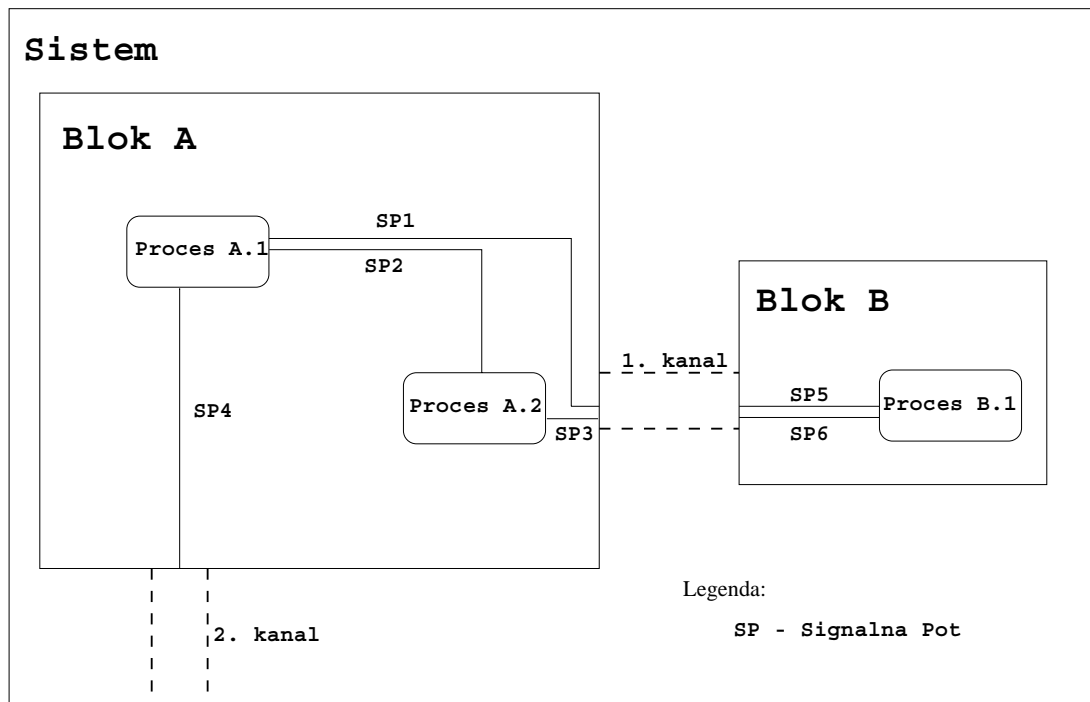 Sistem
Blok A
SP1
Proces A.1
SP2
Blok B
1. kanal
SP4
Proces A.2
SP3
SP5
Proces B.1
SP6
Legenda:
SP - Signalna Pot
2. kanal